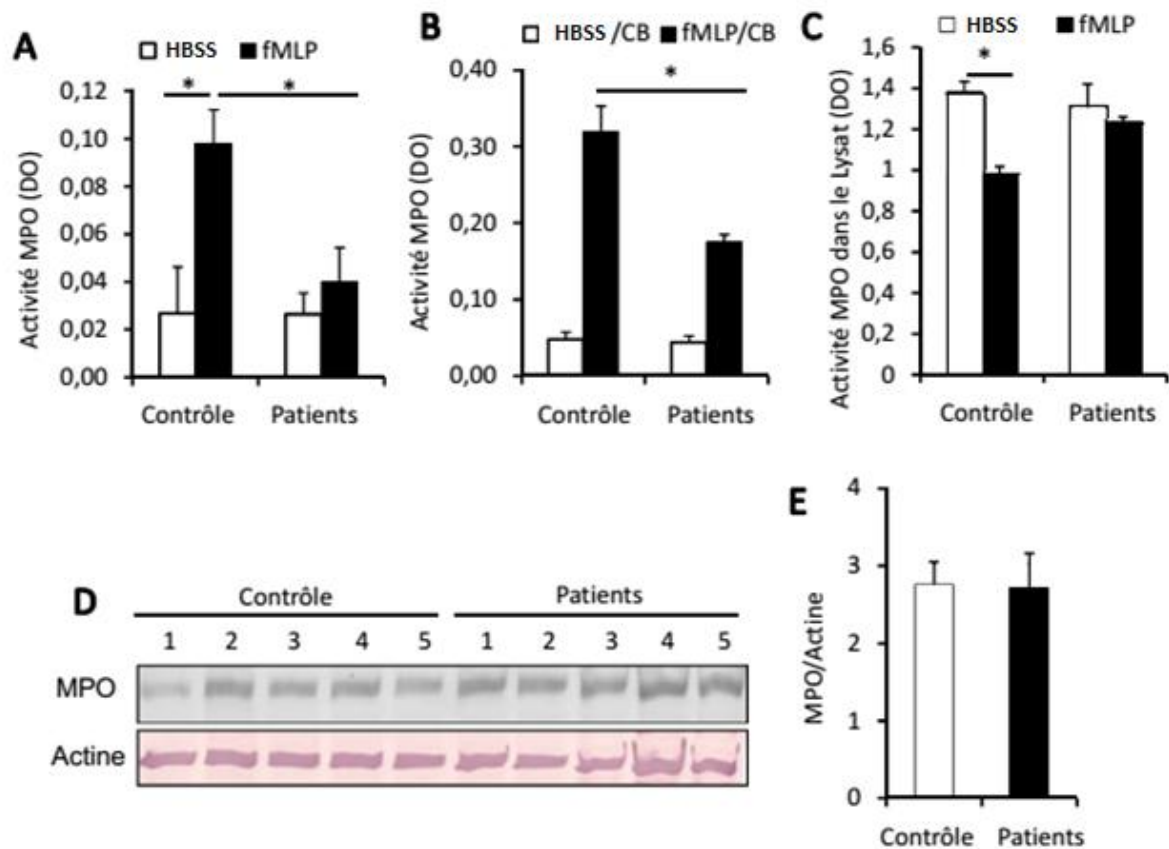 A
HBSS fMLP
* *
Activité MPO (DO)
0,12
0,10
0,08
0,06
0,04
0,02
0,00
Contrôle Patients
B
HBSS /CB fMLP/CB
*
Activité MPO (DO)
0,40
0,30
0,20
0,10
0,00
Contrôle Patients
C
HBSS fMLP
*
Activité MPO dans le Lysat (DO)
1,6
1,4
1,2
1
0,8
0,6
0,4
0,2
0
Contrôle Patients
D
Contrôle Patients
1 2 3 4 5 1 2 3 4 5
MPO
Actine
E
MPO/Actine
4
3
2
1
0
Contrôle Patients